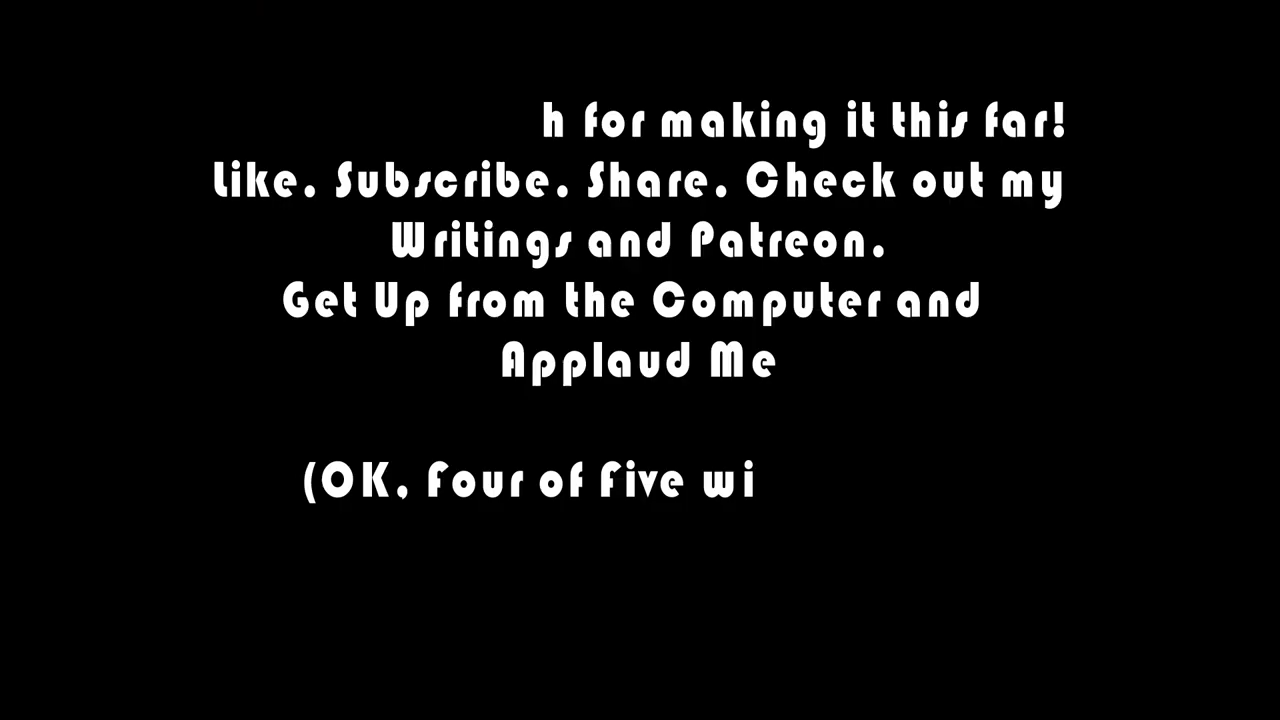 h for making it this far!
Like. Subscribe. Share. Check out my
Writings and Patreon.
Get Up from the Computer and
Applaud Me
(OK, Four of Five wi